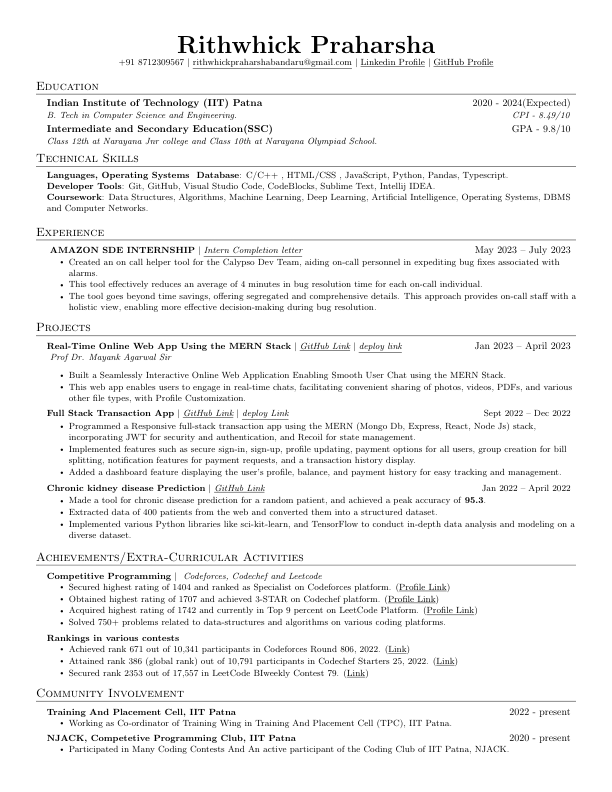 Rithwhick Praharsha
+91 8712309567 | rithwhickpraharshabandaru@gmail.com | Linkedin Profile | GitHub Profile
Education
Indian Institute of Technology (IIT) Patna 2020 - 2024(Expected)
B. Tech in Computer Science and Engineering. CPI - 8.49/10
Intermediate and Secondary Education(SSC) GPA - 9.8/10
Class 12th at Narayana Jnr college and Class 10th at Narayana Olympiad School.
Technical Skills
Languages, Operating Systems Database: C/C++ , HTML/CSS , JavaScript, Python, Pandas, Typescript.
Developer Tools: Git, GitHub, Visual Studio Code, CodeBlocks, Sublime Text, Intellij IDEA.
Coursework: Data Structures, Algorithms, Machine Learning, Deep Learning, Artificial Intelligence, Operating Systems, DBMS
and Computer Networks.
Experience
AMAZON SDE INTERNSHIP | Intern Completion letter May 2023 – July 2023
• Created an on call helper tool for the Calypso Dev Team, aiding on-call personnel in expediting bug fixes associated with
alarms.
• This tool effectively reduces an average of 4 minutes in bug resolution time for each on-call individual.
• The tool goes beyond time savings, offering segregated and comprehensive details. This approach provides on-call staff with a
holistic view, enabling more effective decision-making during bug resolution.
Projects
Real-Time Online Web App Using the MERN Stack | GitHub Link | deploy link Jan 2023 – April 2023
Prof Dr. Mayank Agarwal Sir
• Built a Seamlessly Interactive Online Web Application Enabling Smooth User Chat using the MERN Stack.
• This web app enables users to engage in real-time chats, facilitating convenient sharing of photos, videos, PDFs, and various
other file types, with Profile Customization.
Full Stack Transaction App | GitHub Link | deploy Link Sept 2022 – Dec 2022
• Programmed a Responsive full-stack transaction app using the MERN (Mongo Db, Express, React, Node Js) stack,
incorporating JWT for security and authentication, and Recoil for state management.
• Implemented features such as secure sign-in, sign-up, profile updating, payment options for all users, group creation for bill
splitting, notification features for payment requests, and a transaction history display.
• Added a dashboard feature displaying the user's profile, balance, and payment history for easy tracking and management.
Chronic kidney disease Prediction | GitHub Link Jan 2022 – April 2022
• Made a tool for chronic disease prediction for a random patient, and achieved a peak accuracy of 95.3.
• Extracted data of 400 patients from the web and converted them into a structured dataset.
• Implemented various Python libraries like sci-kit-learn, and TensorFlow to conduct in-depth data analysis and modeling on a
diverse dataset.
Achievements/Extra-Curricular Activities
Competitive Programming | Codeforces, Codechef and Leetcode
• Secured highest rating of 1404 and ranked as Specialist on Codeforces platform. (Profile Link)
• Obtained highest rating of 1707 and achieved 3-STAR on Codechef platform. (Profile Link)
• Acquired highest rating of 1742 and currently in Top 9 percent on LeetCode Platform. (Profile Link)
• Solved 750+ problems related to data-structures and algorithms on various coding platforms.
Rankings in various contests
• Achieved rank 671 out of 10,341 participants in Codeforces Round 806, 2022. (Link)
• Attained rank 386 (global rank) out of 10,791 participants in Codechef Starters 25, 2022. (Link)
• Secured rank 2353 out of 17,557 in LeetCode BIweekly Contest 79. (Link)
Community Involvement
Training And Placement Cell, IIT Patna 2022 - present
• Working as Co-ordinator of Training Wing in Training And Placement Cell (TPC), IIT Patna.
NJACK, Competetive Programming Club, IIT Patna 2020 - present
• Participated in Many Coding Contests And An active participant of the Coding Club of IIT Patna, NJACK.